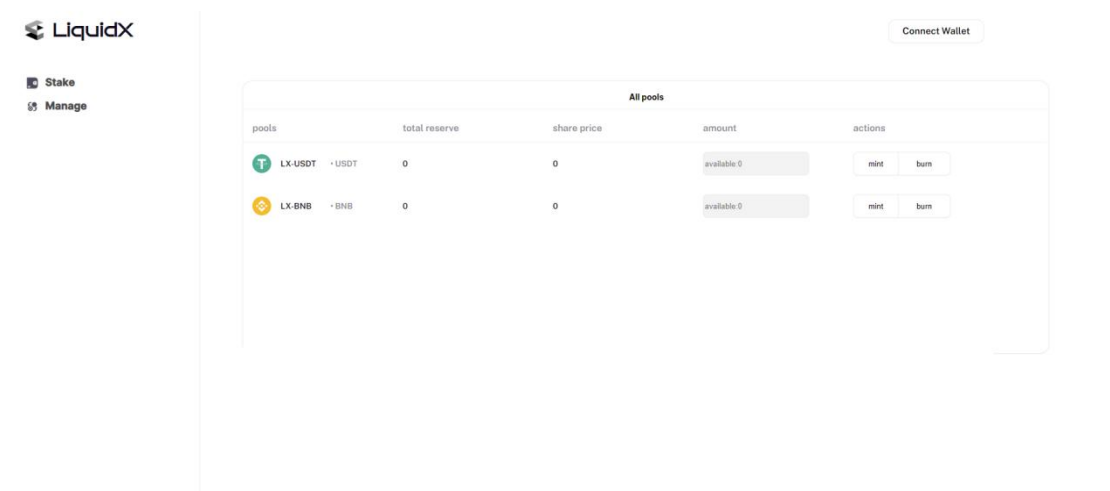 LiquidX
Connect Wallet
Stake
Manage
All pools
pools total reserve share price amount actions
LX-USDT • USDT 0 0 available:0 mint burn
LX-BNB • BNB 0 0 available:0 mint burn